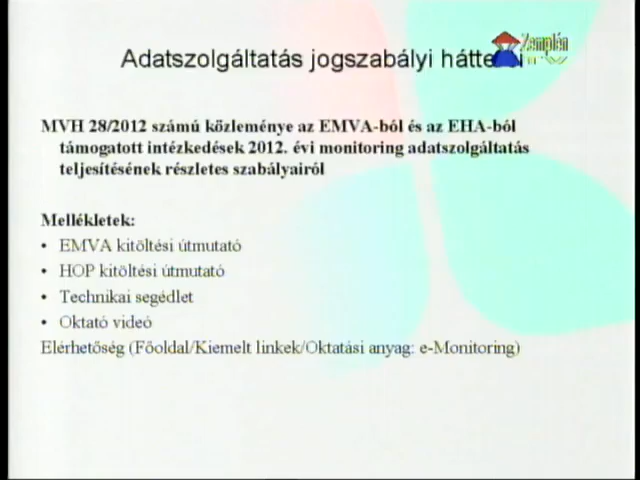 Adatszolgáltatás jogszabályi
Zemplén
MVH 28/2012 számú közleménye az EMVA-ból és az EHA-ból
támogatott intézkedések 2012. évi monitoring adatszolgáltatás
teljesítésének részletes szabályairól
Mellékletek:
• EMVA kitöltési útmutató
• HOP kitöltési útmutató
• Technikai segédlet
• Oktató videó
Elérhetőség (Főoldal/Kiemelt linkek/Oktatási anyag: e-Monitoring)